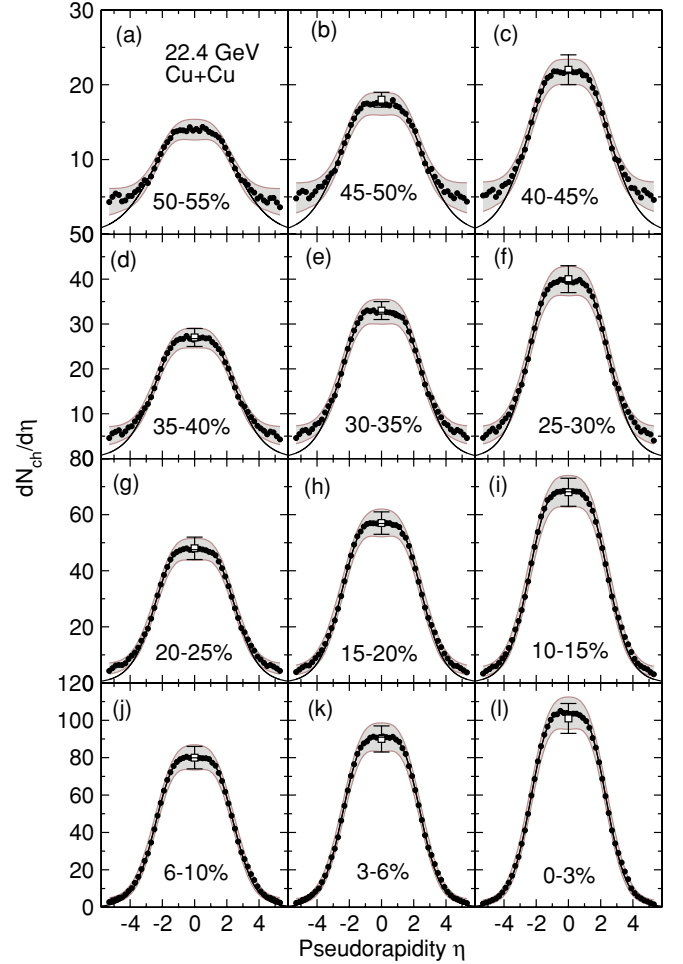 30
(a)
(b)
(c)
22.4 GeV
Cu+Cu
20
10
50-55%
45-50%
40-45%
0
50
(d)
(e)
(f)
40
30
20
10
35-40%
30-35%
25-30%
0
80
(g)
(h)
(i)
60
40
20
20-25%
15-20%
10-15%
0
120
(j)
(k)
(l)
100
80
60
40
20
6-10%
3-6%
0-3%
0
-4 -2 0 2 4 -4 -2 0 2 4 -4 -2 0 2 4
Pseudorapidity η
dN_ch/dη